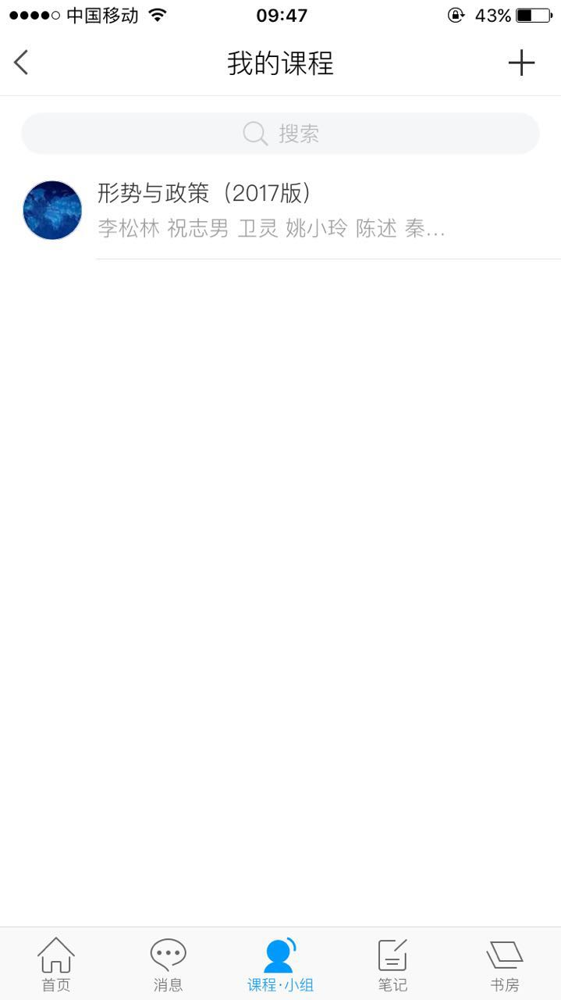 中国移动 09:47 43%
我的课程
搜索
形势与政策（2017版）
李松林 祝志男 卫灵 姚小玲 陈述 秦...
首页 消息 课程·小组 笔记 书房